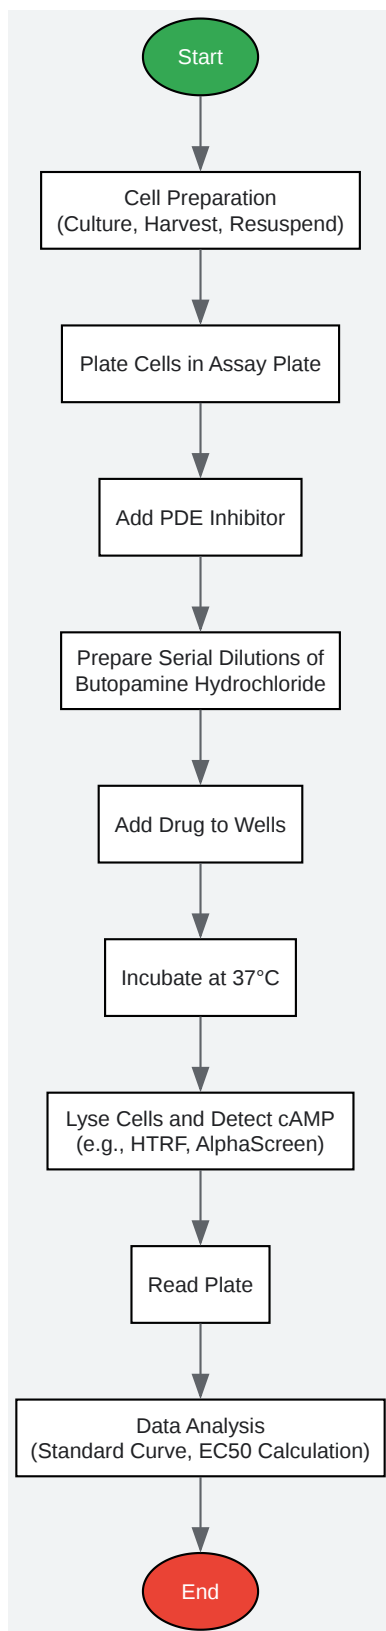 Start
Cell Preparation
(Culture, Harvest, Resuspend)
Plate Cells in Assay Plate
Add PDE Inhibitor
Prepare Serial Dilutions of
Butopamine Hydrochloride
Add Drug to Wells
Incubate at 37°C
Lyse Cells and Detect cAMP
(e.g., HTRF, AlphaScreen)
Read Plate
Data Analysis
(Standard Curve, EC50 Calculation)
End